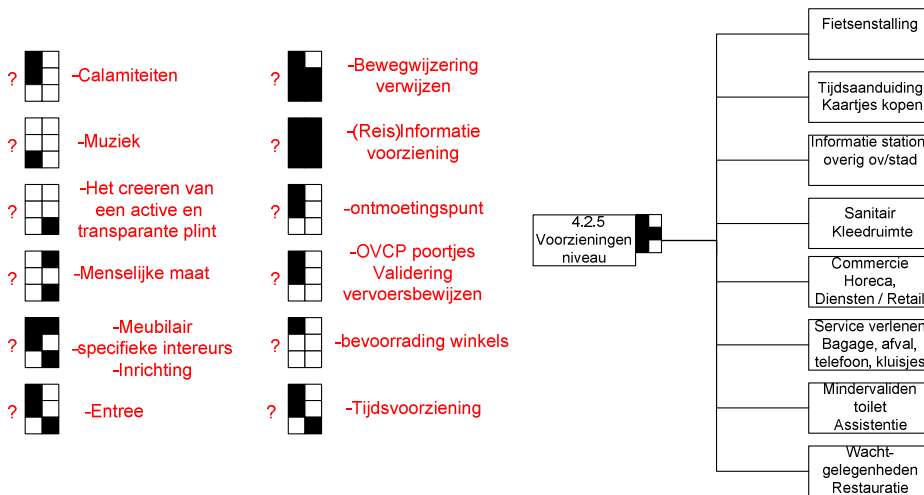 ? -Calamiteiten
? -Muziek
? -Het creeren van
een active en
transparante plint
? -Menselijke maat
? -Meubilair
-specifieke intereurs
-Inrichting
? -Entree
? -Bewegwijzering
verwijzen
? -(Reis)Informatie
voorziening
? -ontmoetingspunt
? -OVCP poortjes
Validering
vervoersbewijzen
? -bevoorrading winkels
? -Tijdsvoorziening
4.2.5
Voorzieningen
niveau
Fietsenstalling
Tijdsaanduiding
Kaartjes kopen
Informatie station,
overig ov/stad
Sanitair
Kleedruimte
Commercie
Horeca,
Diensten / Retail
Service verlenen
Bagage, afval,
telefoon, kluisjes
Mindervaliden
toilet
Assistentie
Wacht-
gelegenheden
Restauratie